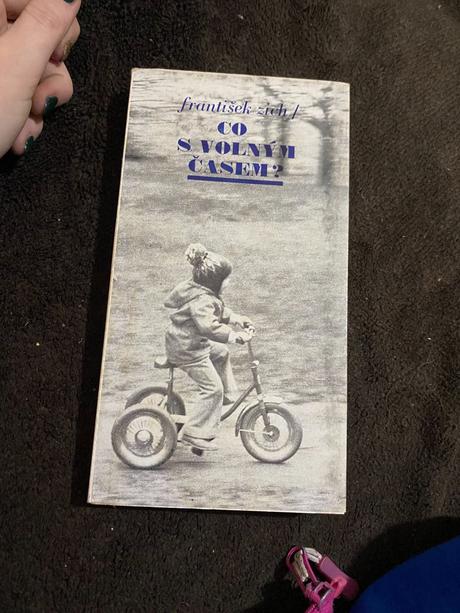 františek zich/
CO
S VOLNÝM
ČASEM?